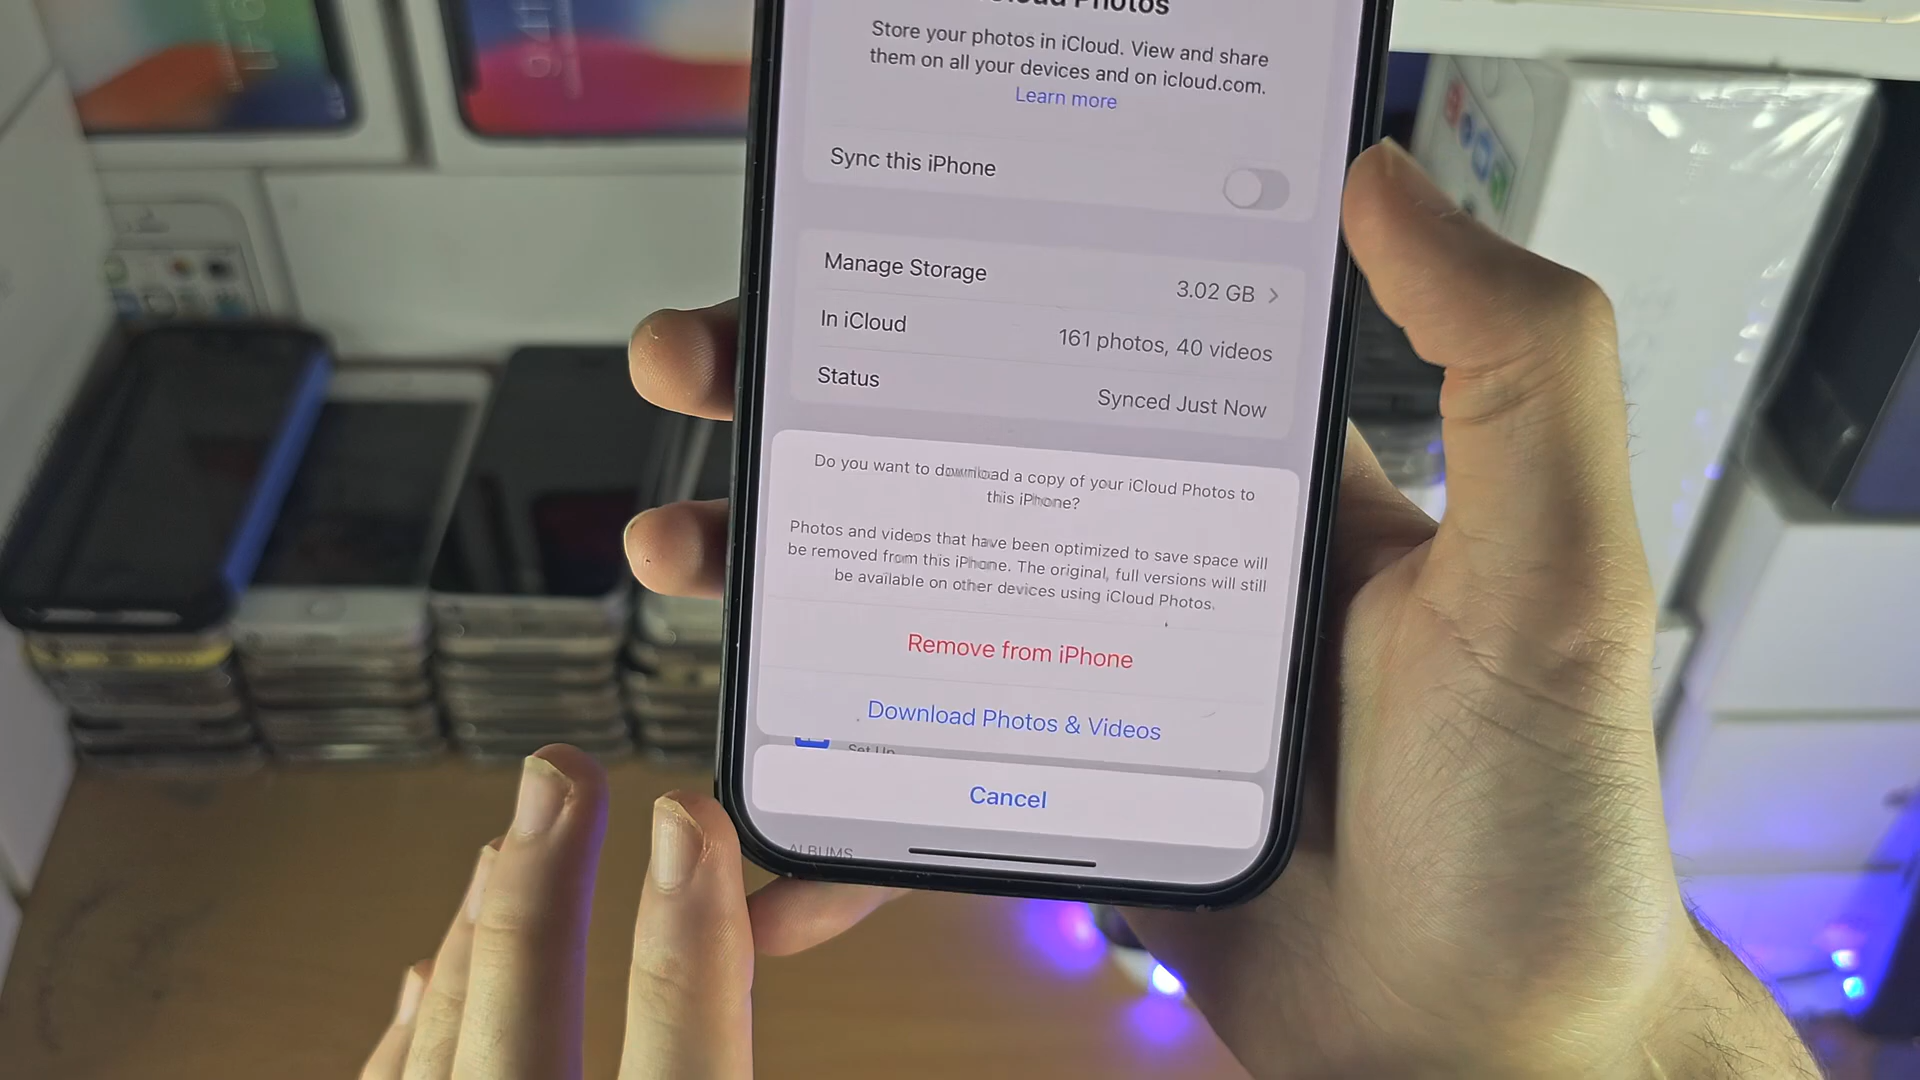 Photos
Store your photos in iCloud. View and share
them on all your devices and on icloud.com.
Learn more
Sync this iPhone
Manage Storage 3.02 GB
In iCloud 161 photos, 40 videos
Status Synced Just Now
Do you want to download a copy of your iCloud Photos to
this iPhone?
Photos and videos that have been optimized to save space will
be removed from this iPhone. The original, full versions will still
be available on other devices using iCloud Photos.
Remove from iPhone
Download Photos & Videos
Set Up
Cancel
ALBUMS